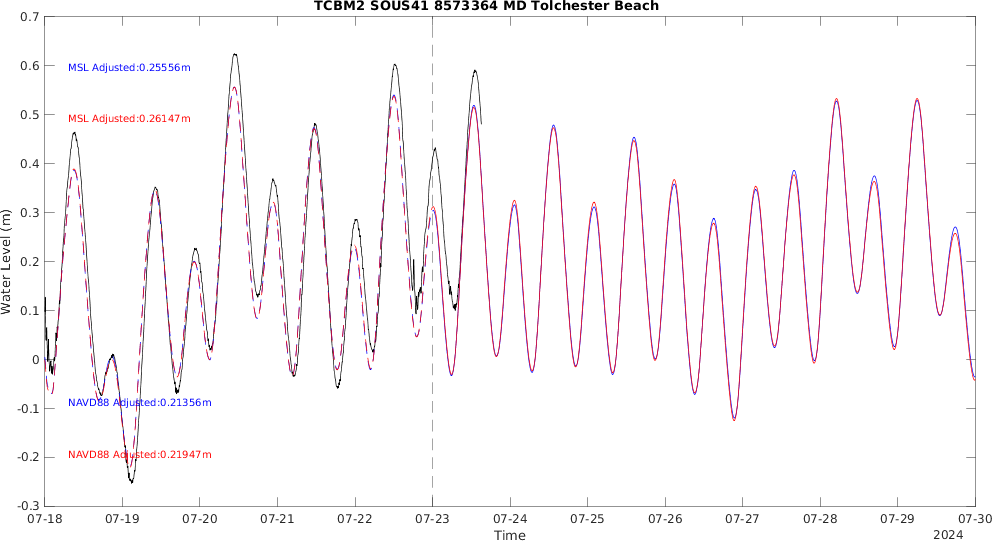 TCBM2 SOUS41 8573364 MD Tolchester Beach
0.7
0.6
0.5
0.4
0.3
0.2
0.1
0
-0.1
-0.2
-0.3
Water Level (m)
MSL Adjusted:0.25556m
MSL Adjusted:0.26147m
NAVD88 Adjusted:0.21356m
NAVD88 Adjusted:0.21947m
07-18 07-19 07-20 07-21 07-22 07-23 07-24 07-25 07-26 07-27 07-28 07-29 07-30
Time
2024